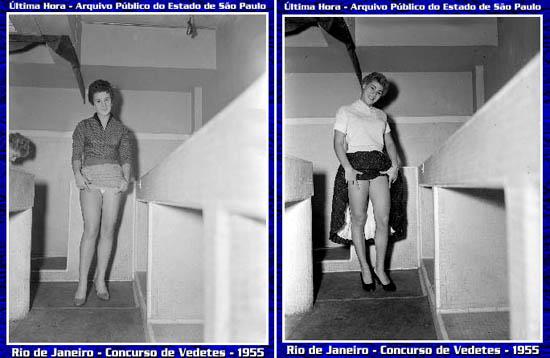 Última Hora - Arquivo Público do Estado de São Paulo
Rio de Janeiro - Concurso de Vedetes - 1955
Última Hora - Arquivo Público do Estado de São Paulo
Rio de Janeiro - Concurso de Vedetes - 1955